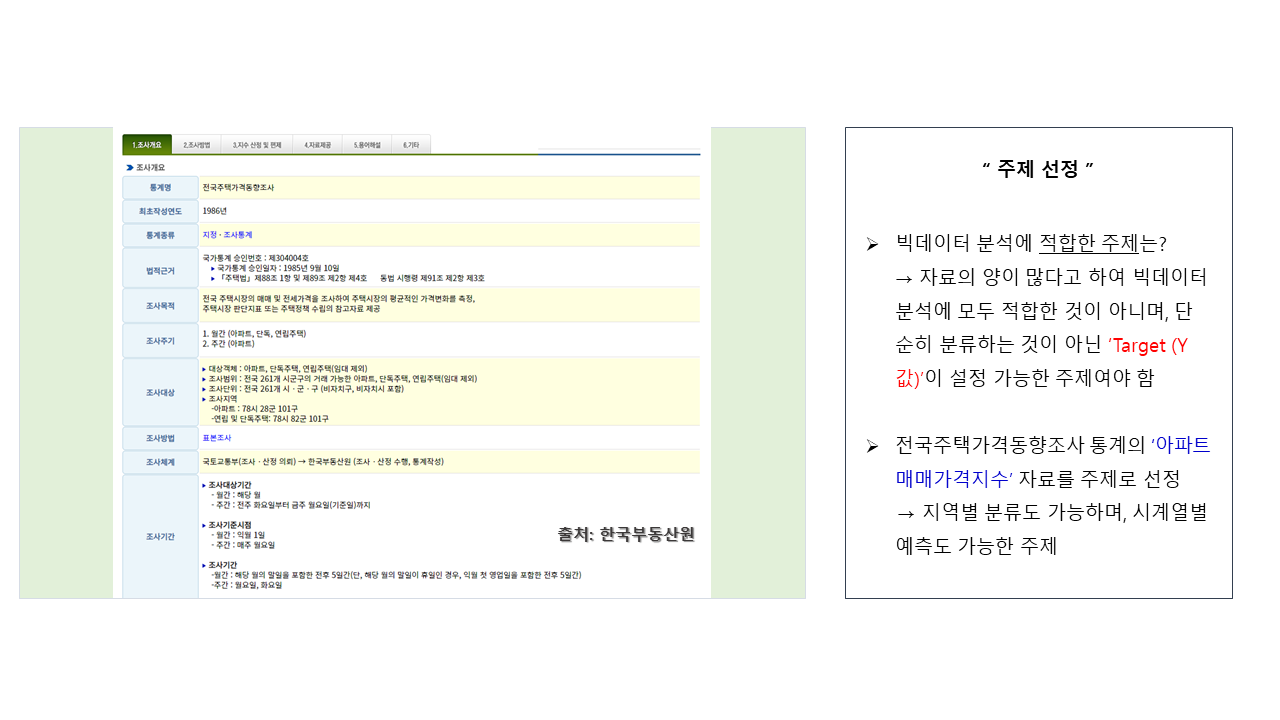 1.조사개요 2.조사방법 3.지수 산정 및 편제 4.자료제공 5.용어해설 6.기타
조사개요
통계명 전국주택가격동향조사
최초작성연도 1986년
통계종류 지정 · 조사통계
법적근거 국가통계 승인번호 : 제304004호
국가통계 승인일자 : 1985년 9월 10일
「주택법」제88조 1항 및 제89조 제2항 제4호 동법 시행령 제91조 제2항 제3호
조사목적 전국 주택시장의 매매 및 전세가격을 조사하여 주택시장의 평균적인 가격변화를 측정,
주택시장 판단지표 또는 주택정책 수립의 참고자료 제공
조사주기 1. 월간 (아파트, 단독, 연립주택)
2. 주간 (아파트)
조사대상 대상객체 : 아파트, 단독주택, 연립주택(임대 제외)
조사범위 : 전국 261개 시군구의 거래 가능한 아파트, 단독주택, 연립주택(임대 제외)
조사단위 : 전국 261개 시 · 군 · 구 (비자치구, 비자치시 포함)
조사지역
-아파트 : 78시 28군 101구
-연립 및 단독주택: 78시 82군 101구
조사방법 표본조사
조사체계 국토교통부(조사 · 산정 의뢰) → 한국부동산원 (조사 · 산정 수행, 통계작성)
조사기간 조사대상기간
- 월간 : 해당 월
- 주간 : 전주 화요일부터 금주 월요일(기준일)까지
조사기준시점
- 월간 : 익월 1일
- 주간 : 매주 월요일
조사기간
-월간 : 해당 월의 말일을 포함한 전후 5일간(단, 해당 월의 말일이 휴일인 경우, 익월 첫 영업일을 포함한 전후 5일간)
-주간 : 월요일, 화요일
출처: 한국부동산원
“ 주제 선정 ”
➢ 빅데이터 분석에 적합한 주제는?
→ 자료의 양이 많다고 하여 빅데이터
분석에 모두 적합한 것이 아니며, 단
순히 분류하는 것이 아닌 ‘Target (Y
값)’이 설정 가능한 주제여야 함
➢ 전국주택가격동향조사 통계의 ‘아파트
매매가격지수’ 자료를 주제로 선정
→ 지역별 분류도 가능하며, 시계열별
예측도 가능한 주제